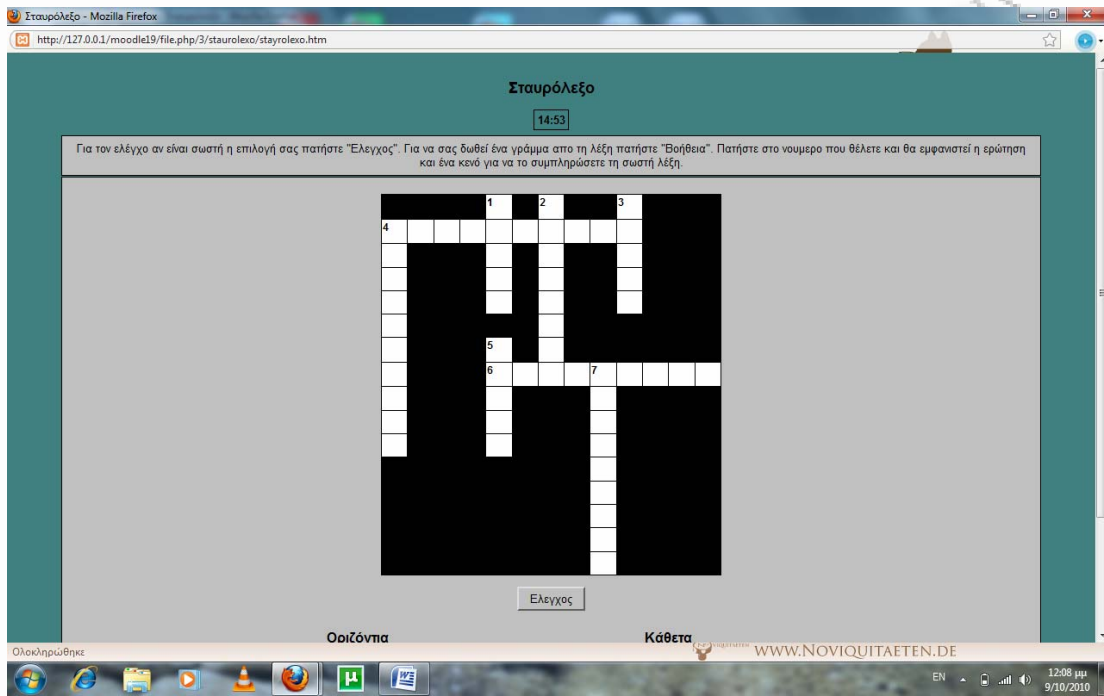 Σταυρόλεξο - Mozilla Firefox
http://127.0.0.1/moodle19/file.php/3/staurolexo/stayrolexo.htm
Σταυρόλεξο
14:53
Για τον ελέγχο αν είναι σωστή η επιλογή σας πατήστε "Ελεγχος". Για να σας δωθεί ένα γράμμα απο τη λέξη πατήστε "Βοήθεια". Πατήστε στο νουμερο που θέλετε και θα εμφανιστεί η ερώτηση
και ένα κενό για να το συμπληρώσετε τη σωστή λέξη.
1 2 3
4
5
6 7
Ελεγχος
Οριζόντια Κάθετα
Ολοκληρώθηκε
WWW.NOVIQUITAETEN.DE
EN 12:08 μμ
9/10/2010